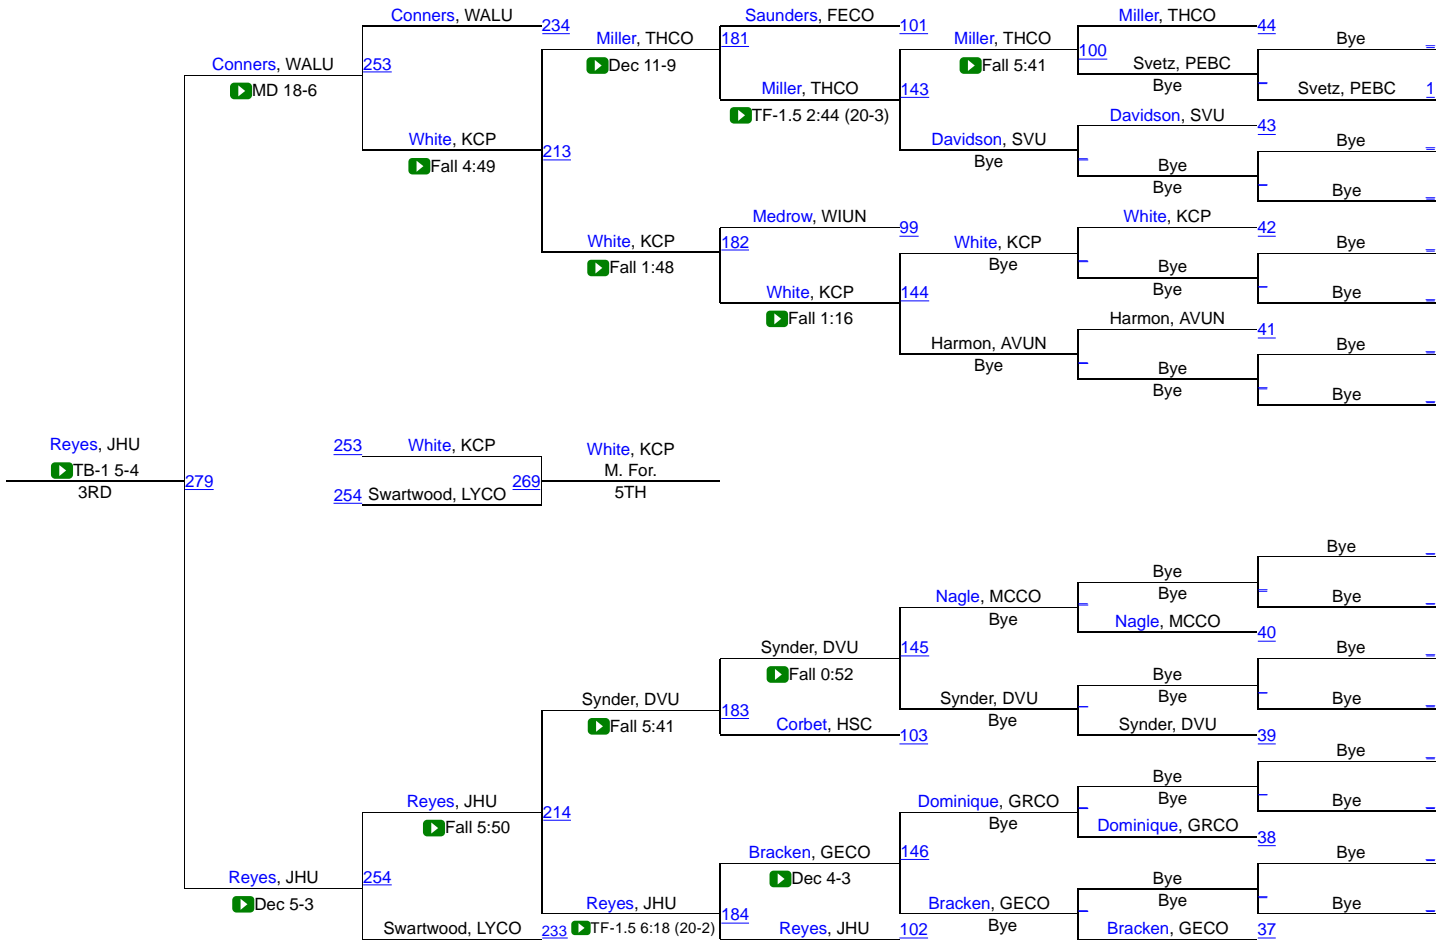 Conners, WALU
234
Saunders, FECO
101
Miller, THCO
44
Miller, THCO
181
Miller, THCO
100
Bye
Conners, WALU
253
Dec 11-9
Fall 5:41
Svetz, PEBC
MD 18-6
Miller, THCO
143
Bye
Svetz, PEBC
1
TF-1.5 2:44 (20-3)
Davidson, SVU
43
White, KCP
213
Davidson, SVU
Bye
Fall 4:49
Bye
Bye
Bye
Bye
Medrow, WIUN
99
White, KCP
42
White, KCP
182
White, KCP
Bye
Fall 1:48
Bye
Bye
White, KCP
144
Bye
Bye
Fall 1:16
Harmon, AVUN
41
Harmon, AVUN
Bye
Bye
Bye
Bye
Bye
Reyes, JHU
253
White, KCP
White, KCP
TB-1 5-4
M. For.
279
269
3RD
254
Swartwood, LYCO
5TH
Bye
Bye
Nagle, MCCO
Bye
Bye
Bye
Nagle, MCCO
40
Synder, DVU
145
Bye
Fall 0:52
Bye
Synder, DVU
183
Synder, DVU
Bye
Bye
Fall 5:41
Corbet, HSC
103
Bye
Synder, DVU
39
Bye
Bye
Reyes, JHU
214
Dominique, GRCO
Bye
Bye
Fall 5:50
Bye
Dominique, GRCO
38
Bracken, GECO
146
Bye
Reyes, JHU
254
Dec 4-3
Bye
Dec 5-3
Reyes, JHU
184
Bracken, GECO
Bye
Bye
Swartwood, LYCO
233
TF-1.5 6:18 (20-2)
Reyes, JHU
102
Bye
Bracken, GECO
37